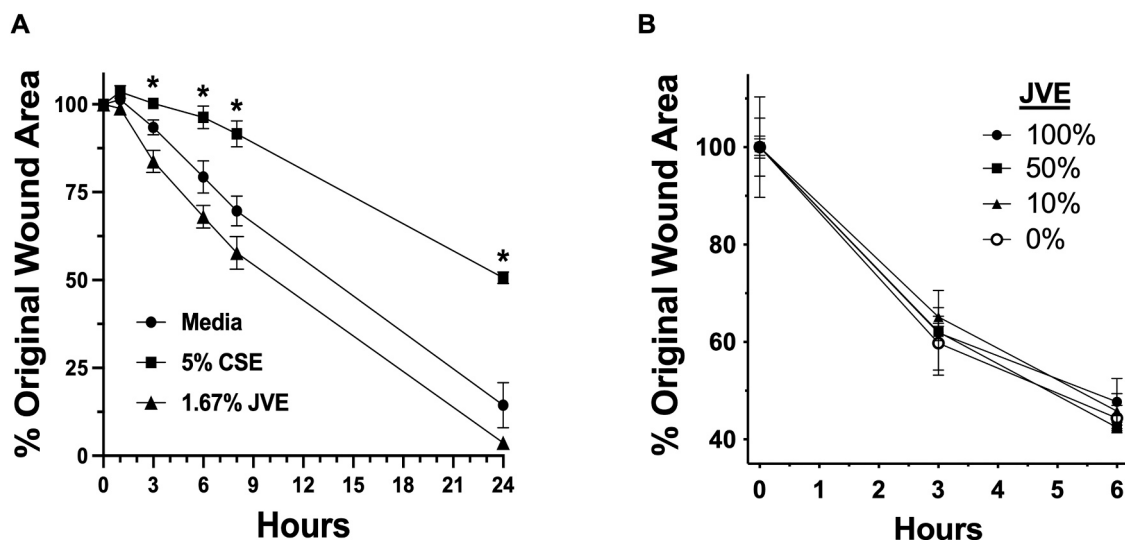 A
% Original Wound Area
100
75
50
25
0
* * *
*
Media
5% CSE
1.67% JVE
0 3 6 9 12 15 18 21 24
Hours
B
% Original Wound Area
100
80
60
40
JVE
100%
50%
10%
0%
0 1 2 3 4 5 6
Hours